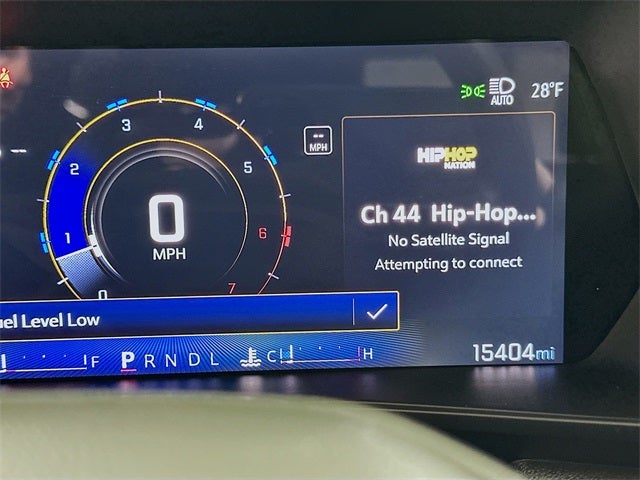 AUTO
28°F
3 4
2 5
1 6
0 7
0
MPH
--
MPH
HIPHOP
NATION
Ch 44 Hip-Hop...
No Satellite Signal
Attempting to connect
uel Level Low
F P R N D L C H
15404mi